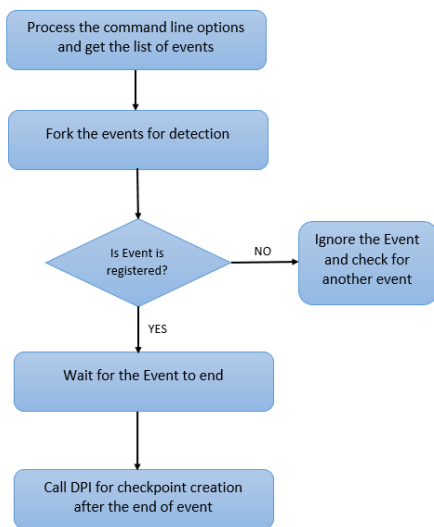 Process the command line options
and get the list of events
Fork the events for detection
Is Event is
registered?
NO
Ignore the Event
and check for
another event
YES
Wait for the Event to end
Call DPI for checkpoint creation
after the end of event